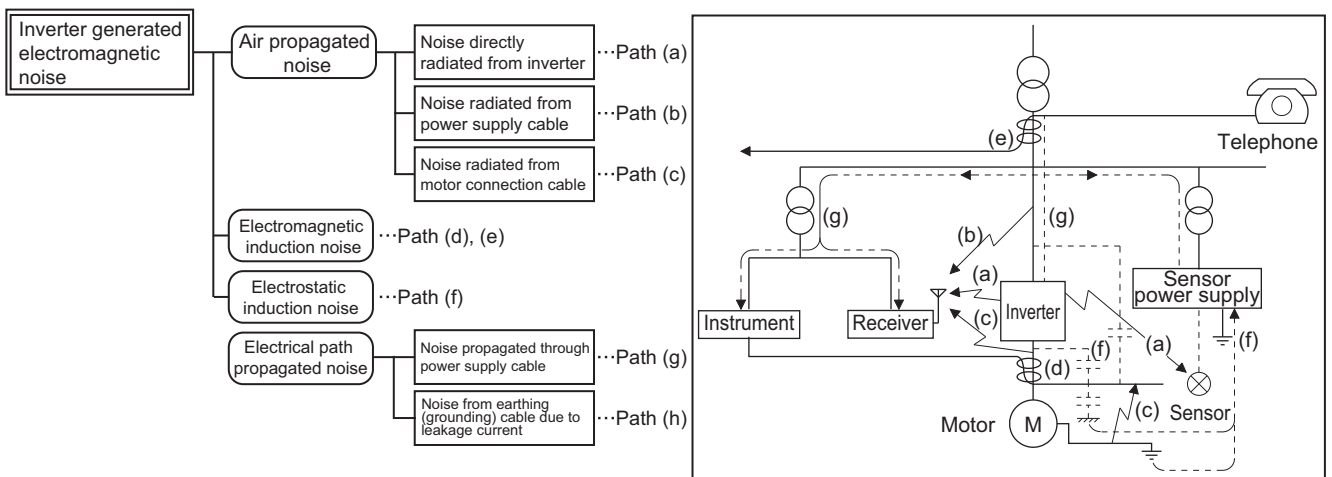 Inverter generated
electromagnetic
noise
Air propagated
noise
Noise directly
radiated from inverter
···Path (a)
Noise radiated from
power supply cable
···Path (b)
Noise radiated from
motor connection cable
···Path (c)
Electromagnetic
induction noise
···Path (d), (e)
Electrostatic
induction noise
···Path (f)
Electrical path
propagated noise
Noise propagated through
power supply cable
···Path (g)
Noise from earthing
(grounding) cable due to
leakage current
···Path (h)
Telephone
(e)
(g)
(g)
(b)
(a)
Sensor
power supply
Instrument
Receiver
Inverter
(c)
(f)
(a)
(f)
(d)
(c)
Sensor
Motor
M